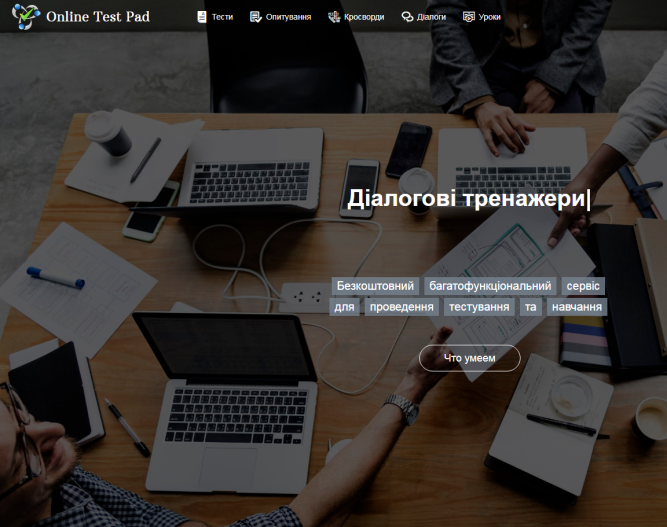 Online Test Pad
Тести Опитування Кросворди Діалоги Уроки
Діалогові тренажери|
Безкоштовний багатофункціональний сервіс
для проведення тестування та навчання
Что умеем